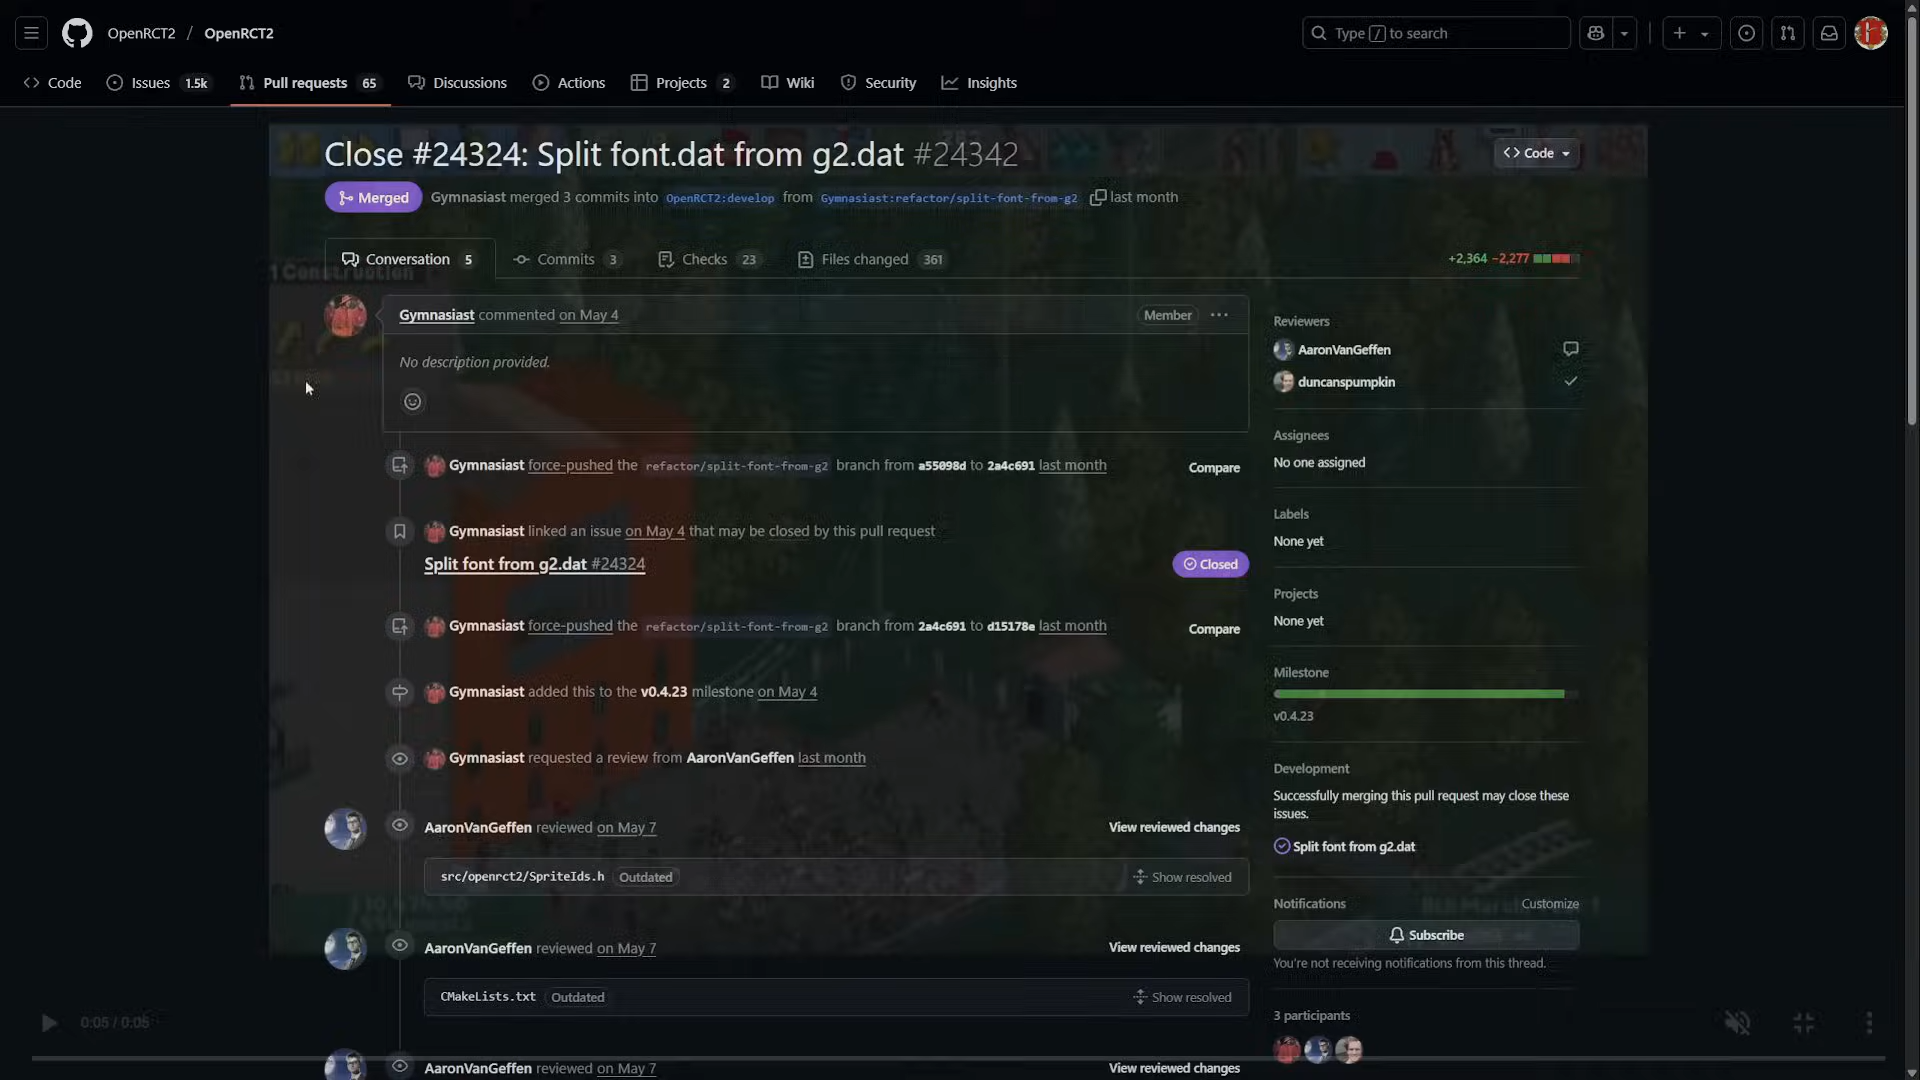 OpenRCT2 / OpenRCT2
Type / to search
Code
Issues 1.5k
Pull requests 65
Discussions
Actions
Projects 2
Wiki
Security
Insights
Close #24324: Split font.dat from g2.dat #24342
Code
Merged
Gymnasiast merged 3 commits into OpenRCT2:develop from Gymnasiast:refactor/split-font-from-g2 last month
Conversation 5
Commits 3
Checks 23
Files changed 361
+2,364 −2,277
1 Construction
Gymnasiast commented on May 4
Member
No description provided.
Gymnasiast force-pushed the refactor/split-font-from-g2 branch from a55098d to 2a4c691 last month
Compare
Gymnasiast linked an issue on May 4 that may be closed by this pull request
Split font from g2.dat #24324
Closed
Gymnasiast force-pushed the refactor/split-font-from-g2 branch from 2a4c691 to d15178e last month
Compare
Gymnasiast added this to the v0.4.23 milestone on May 4
Gymnasiast requested a review from AaronVanGeffen last month
AaronVanGeffen reviewed on May 7
View reviewed changes
src/openrct2/SpriteIds.h Outdated
Show resolved
AaronVanGeffen reviewed on May 7
View reviewed changes
CMakeLists.txt Outdated
Show resolved
AaronVanGeffen reviewed on May 7
View reviewed changes
Reviewers
AaronVanGeffen
duncanspumpkin
Assignees
No one assigned
Labels
None yet
Projects
None yet
Milestone
v0.4.23
Development
Successfully merging this pull request may close these
issues.
Split font from g2.dat
Notifications
Customize
Subscribe
You're not receiving notifications from this thread.
3 participants
0:05 / 0:05